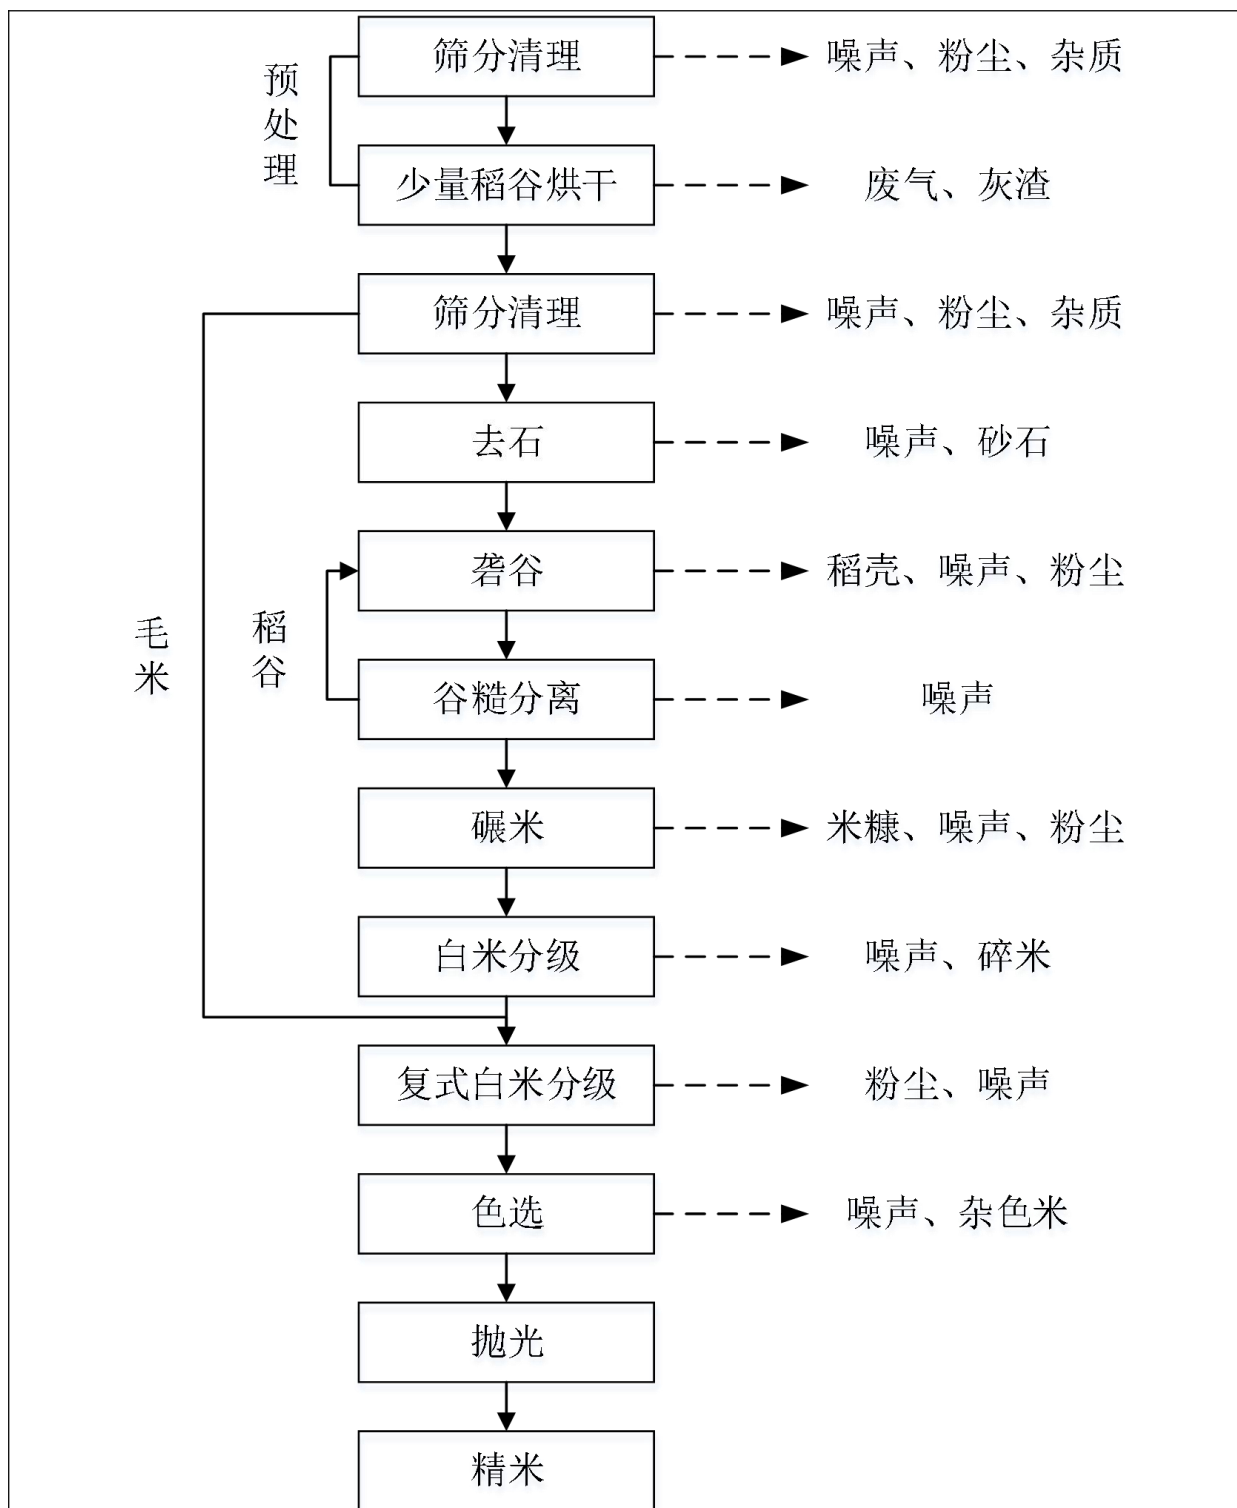 筛分清理
噪声、粉尘、杂质
预处理
少量稻谷烘干
废气、灰渣
筛分清理
噪声、粉尘、杂质
去石
噪声、砂石
砻谷
稻壳、噪声、粉尘
毛米
稻谷
谷糙分离
噪声
碾米
米糠、噪声、粉尘
白米分级
噪声、碎米
复式白米分级
粉尘、噪声
色选
噪声、杂色米
抛光
精米